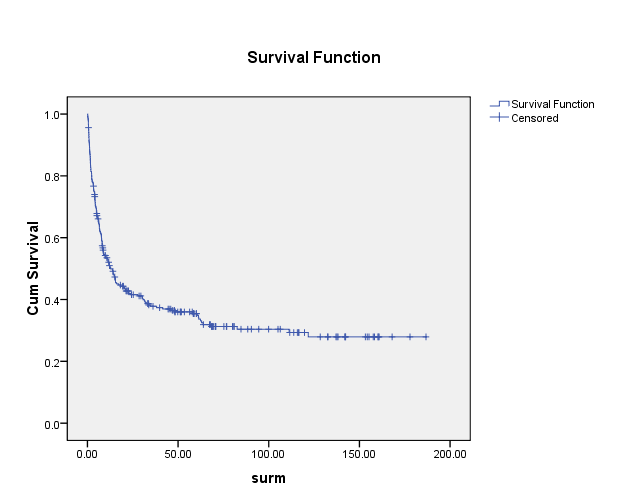 Survival Function
Survival Function
Censored
1.0
0.8
0.6
0.4
0.2
0.0
Cum Survival
0.00 50.00 100.00 150.00 200.00
surm